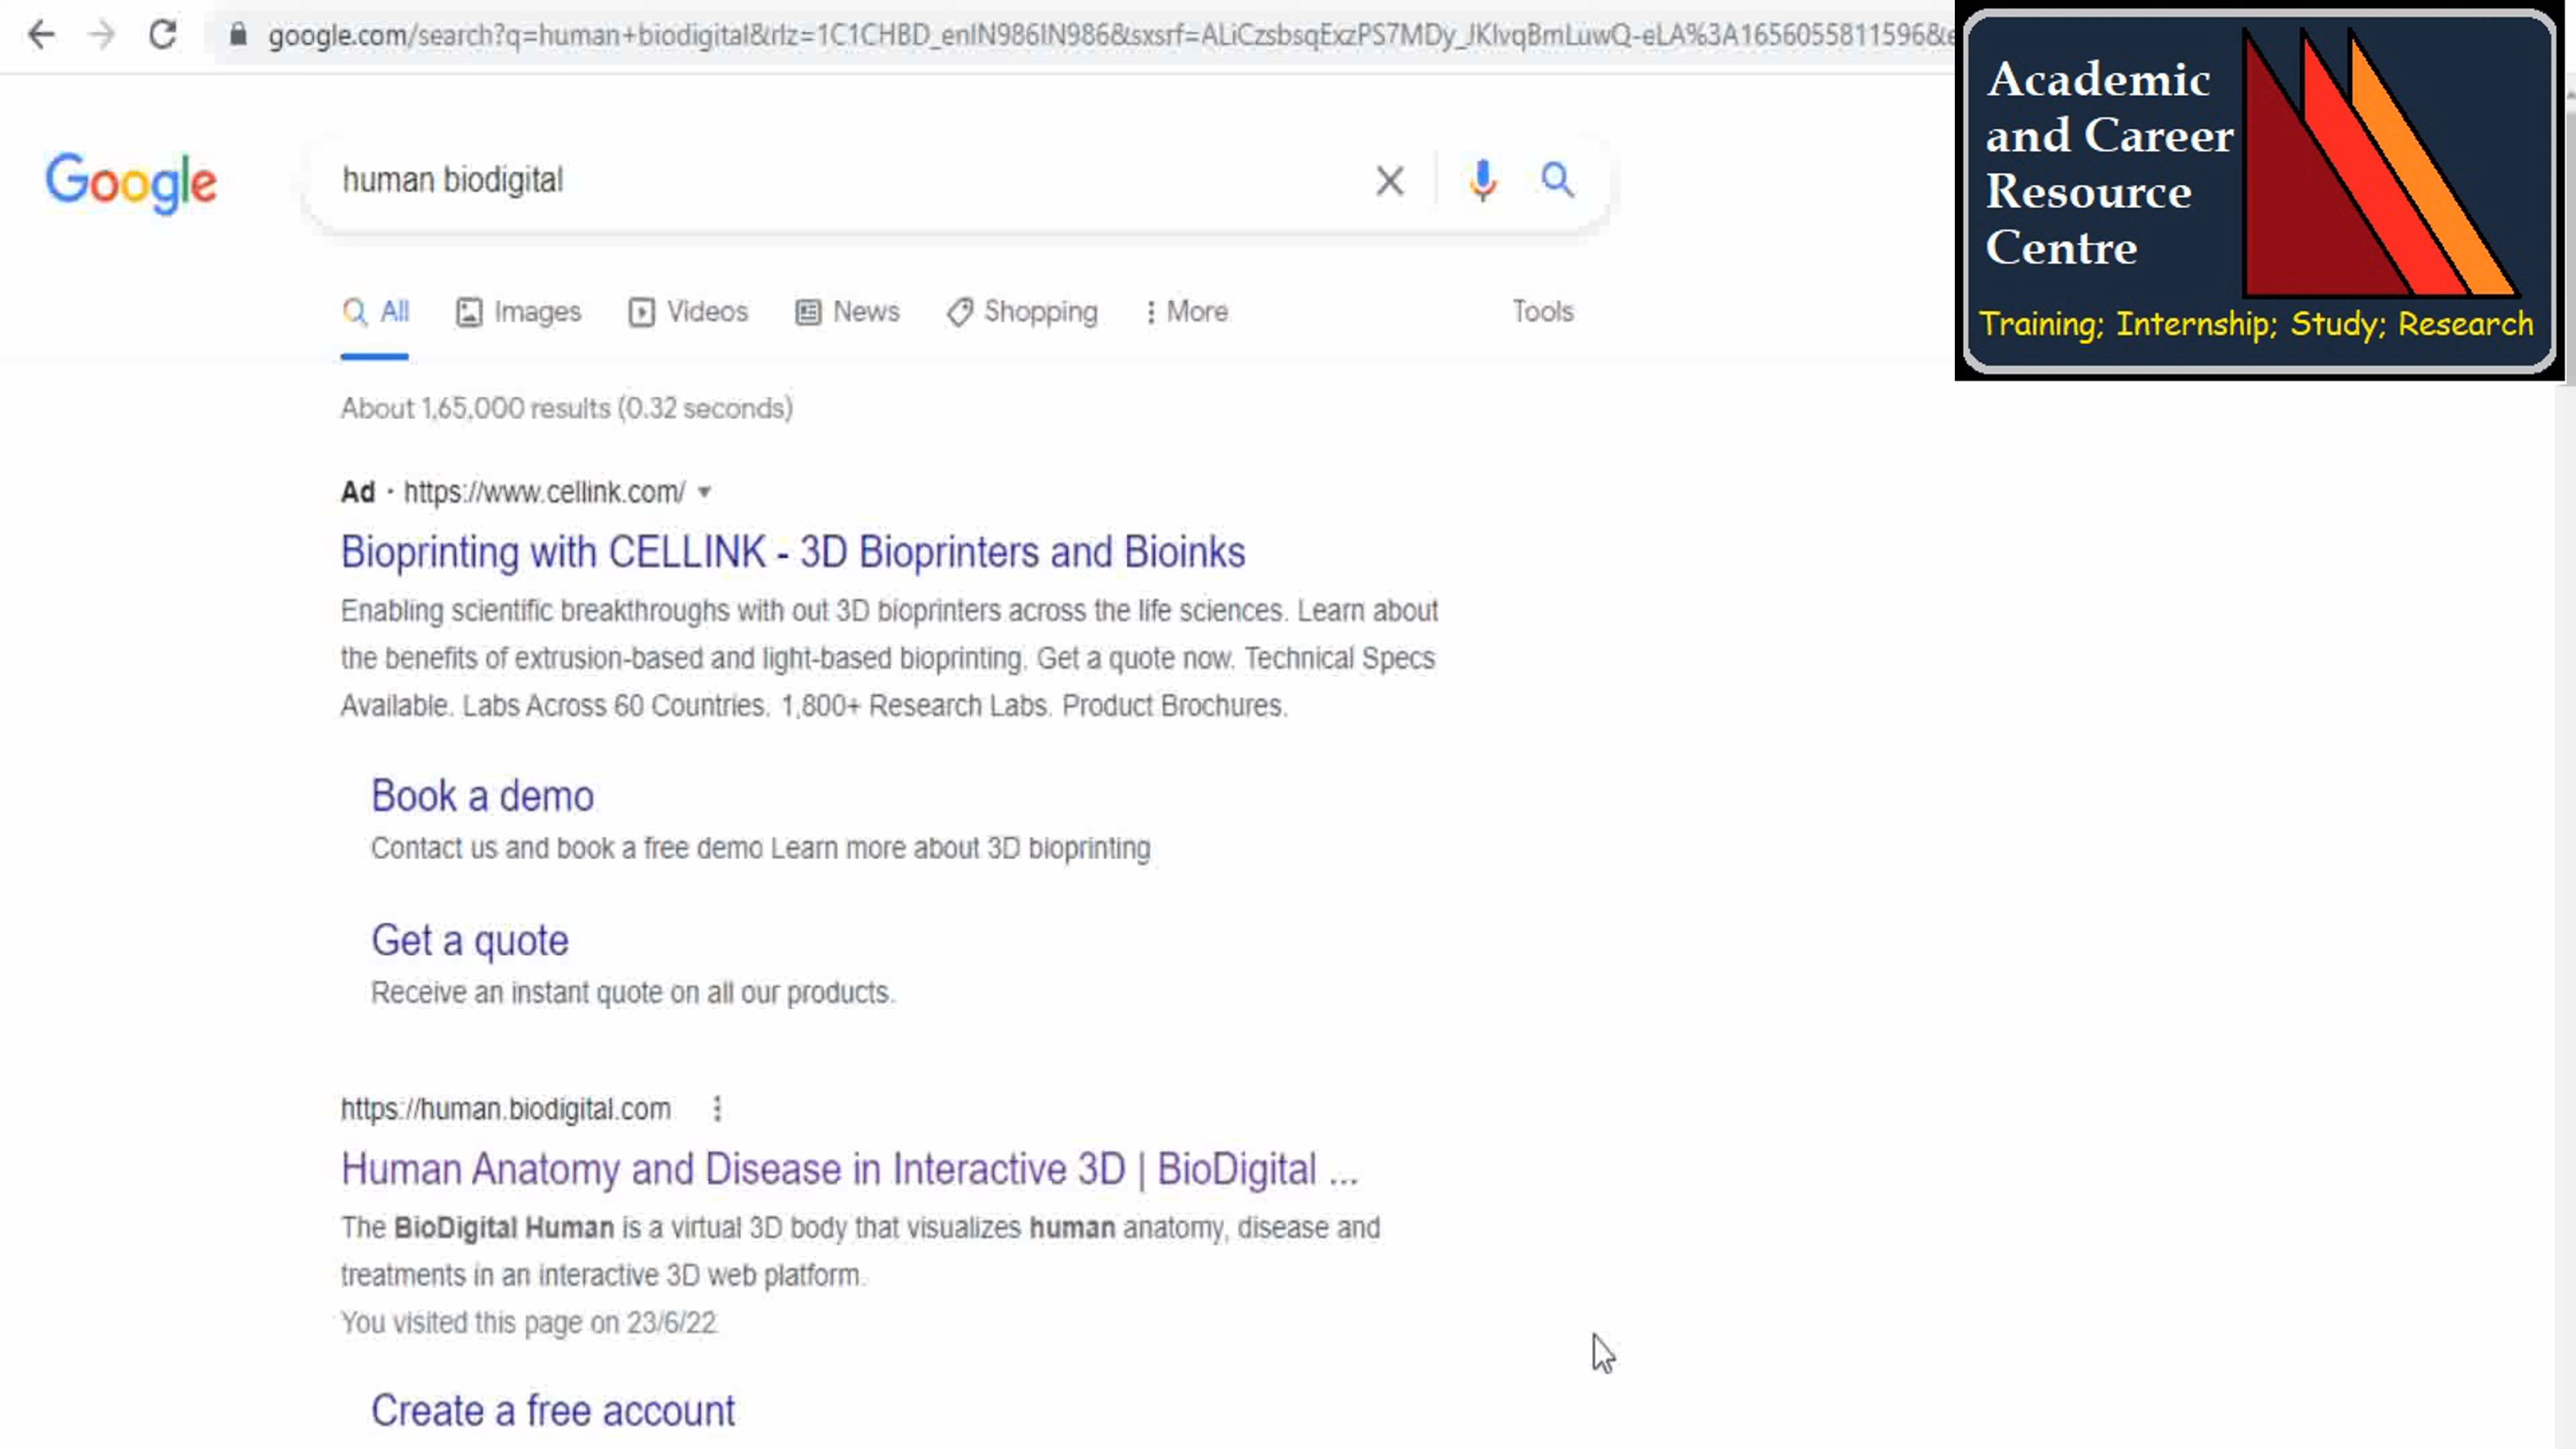 google.com/search?q=human+biodigital&rlz=1C1CHBD_enIN986IN986&sxsrf=ALiCzsbsqExzPS7MDy_JKlvqBmLuwQ-eLA%3A1656055811596&e
Academic
and Career
Resource
Centre
Training; Internship; Study; Research
Google
human biodigital
All Images Videos News Shopping More Tools
About 1,65,000 results (0.32 seconds)
Ad · https://www.cellink.com/
Bioprinting with CELLINK - 3D Bioprinters and Bioinks
Enabling scientific breakthroughs with out 3D bioprinters across the life sciences. Learn about
the benefits of extrusion-based and light-based bioprinting. Get a quote now. Technical Specs
Available. Labs Across 60 Countries. 1,800+ Research Labs. Product Brochures.
Book a demo
Contact us and book a free demo Learn more about 3D bioprinting
Get a quote
Receive an instant quote on all our products.
https://human.biodigital.com
Human Anatomy and Disease in Interactive 3D | BioDigital ...
The BioDigital Human is a virtual 3D body that visualizes human anatomy, disease and
treatments in an interactive 3D web platform.
You visited this page on 23/6/22
Create a free account